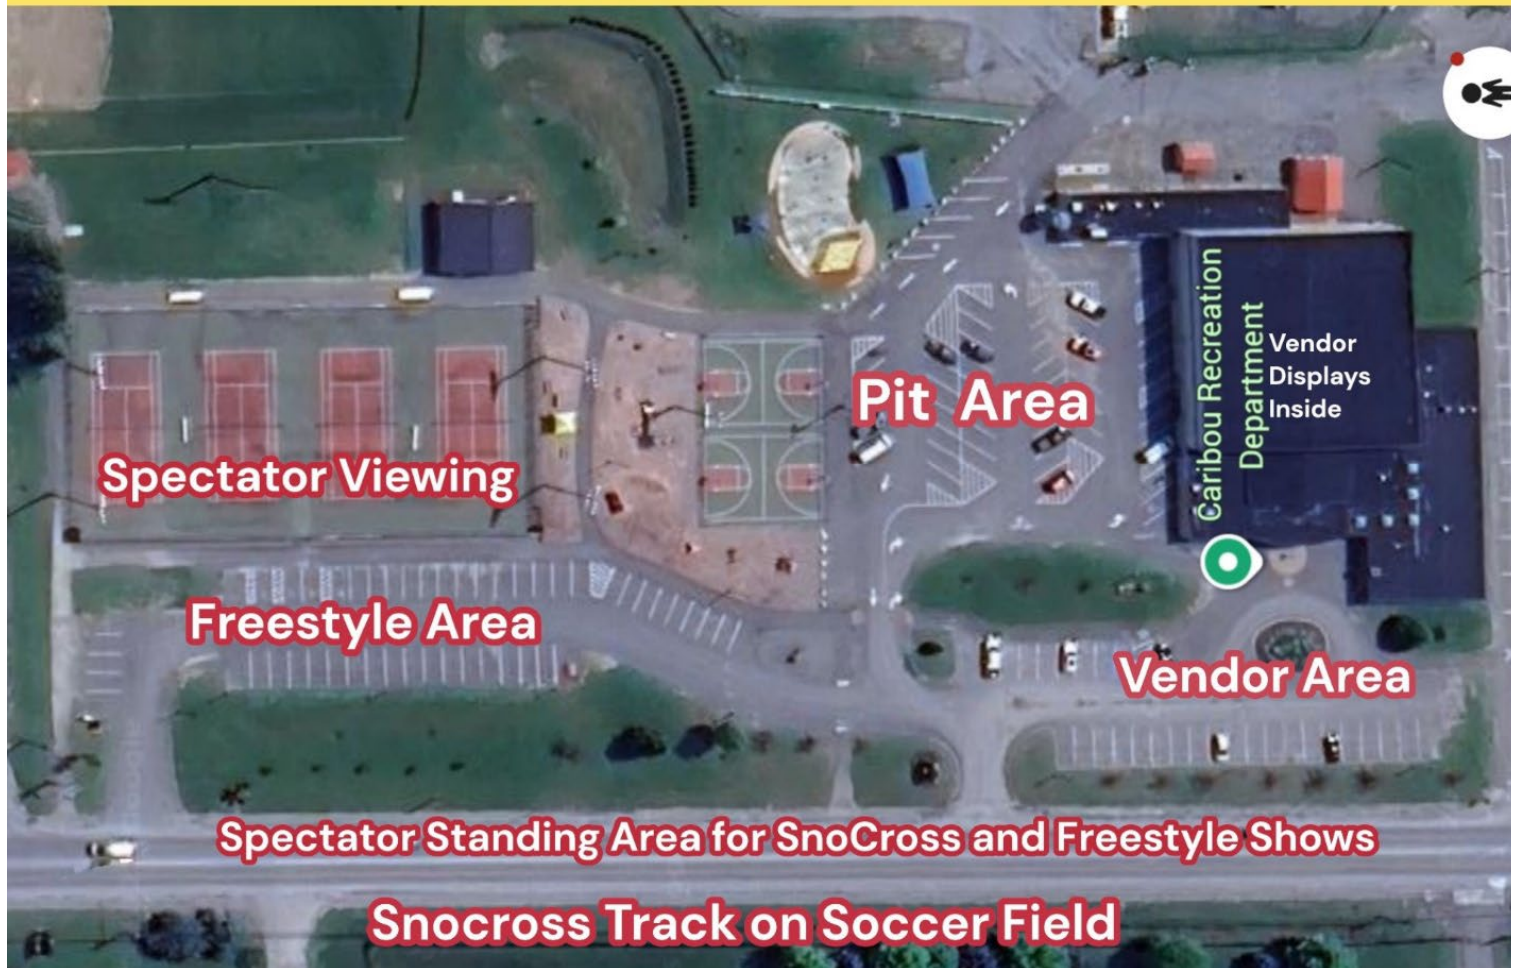 Caribou Recreation
Department
Vendor
Displays
Inside
Pit Area
Spectator Viewing
Freestyle Area
Vendor Area
Spectator Standing Area for SnoCross and Freestyle Shows
Snocross Track on Soccer Field